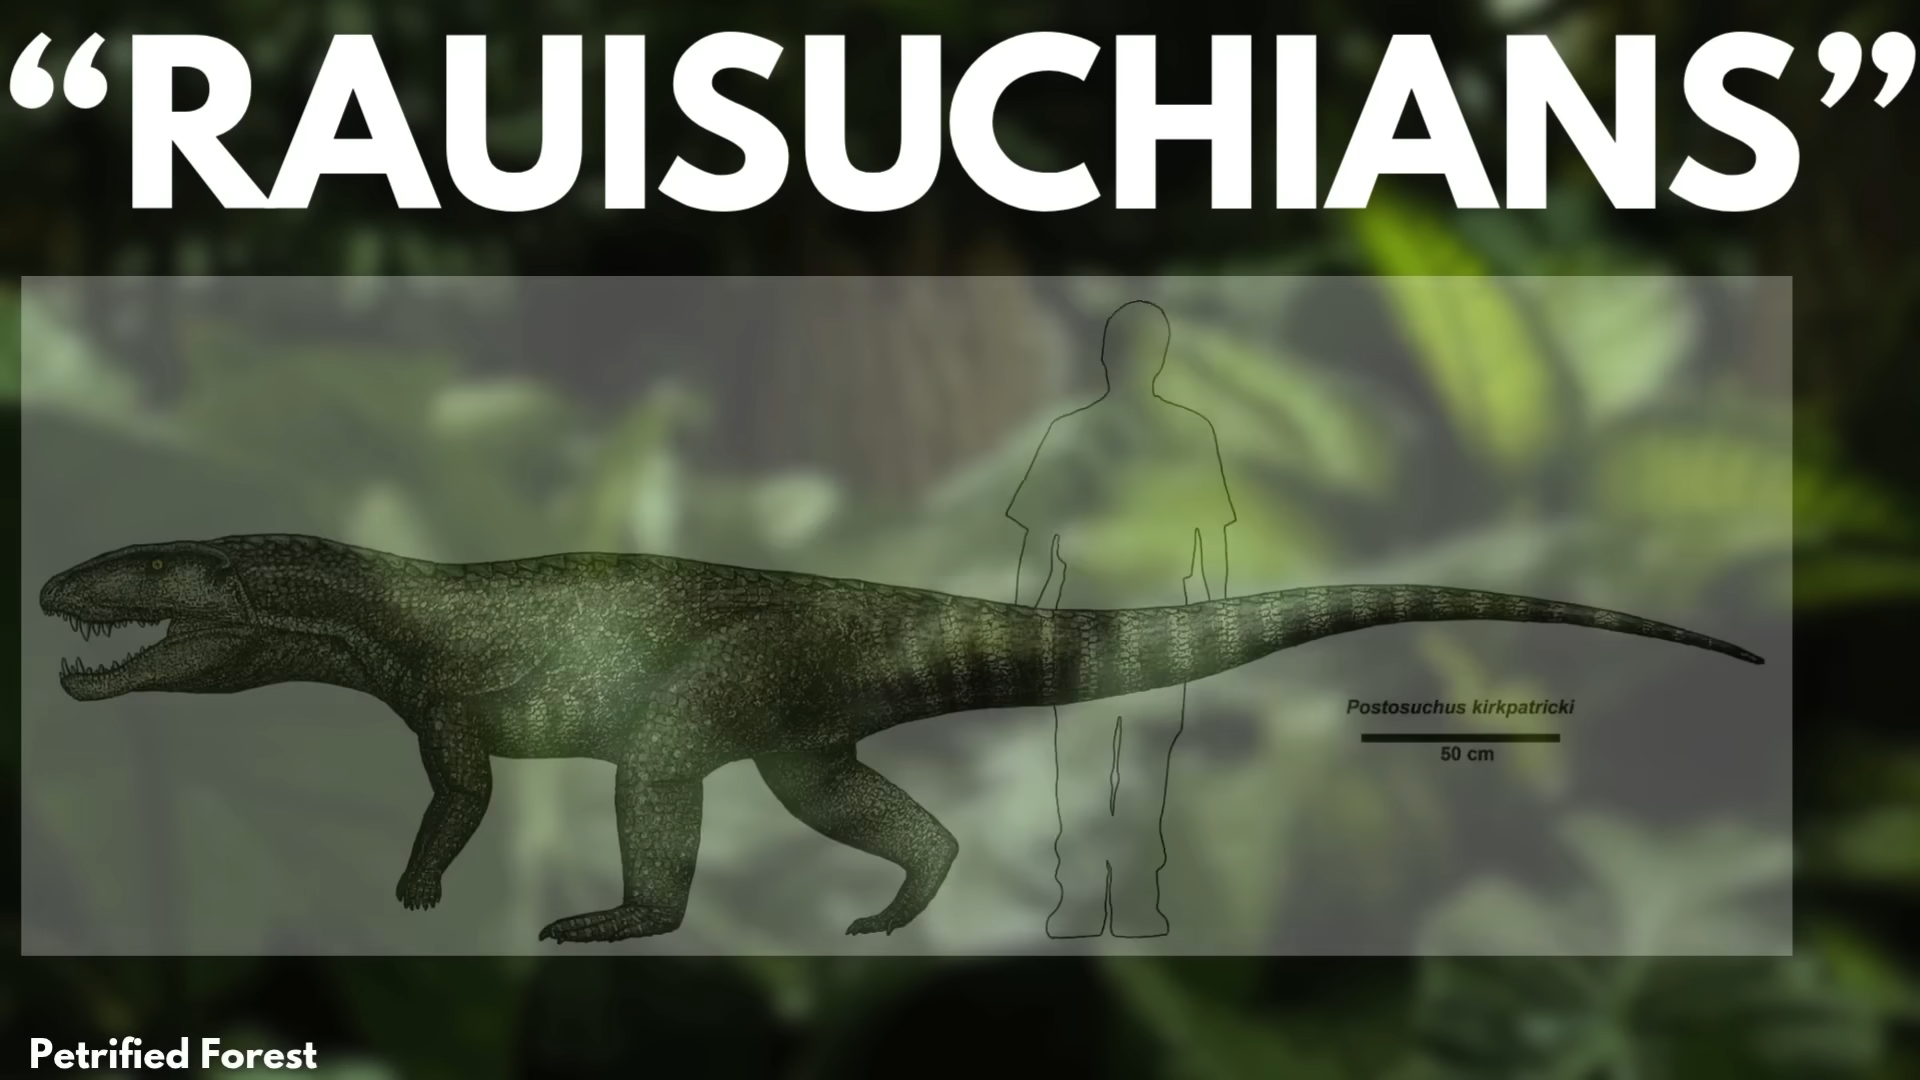 “RAUISUCHIANS”
Postosuchus kirkpatricki
50 cm
Petrified Forest